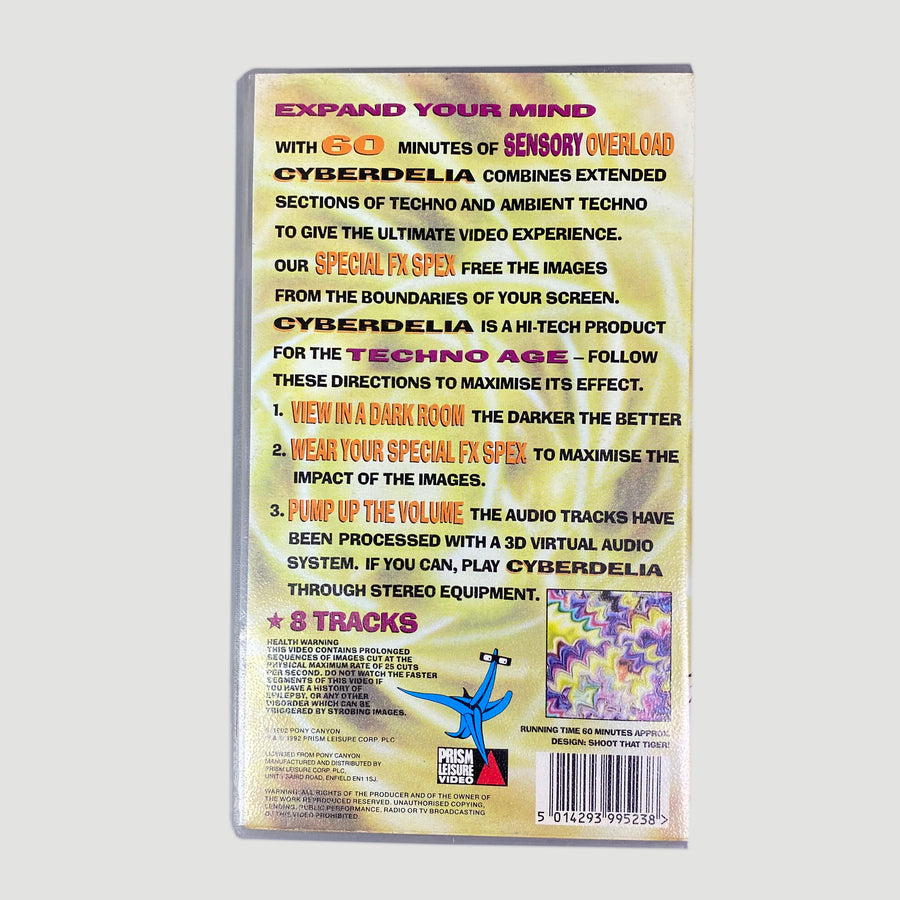 EXPAND YOUR MIND
WITH 60 MINUTES OF SENSORY OVERLOAD
CYBERDELIA COMBINES EXTENDED
SECTIONS OF TECHNO AND AMBIENT TECHNO
TO GIVE THE ULTIMATE VIDEO EXPERIENCE.
OUR SPECIAL FX SPEX FREE THE IMAGES
FROM THE BOUNDARIES OF YOUR SCREEN.
CYBERDELIA IS A HI-TECH PRODUCT
FOR THE TECHNO AGE – FOLLOW
THESE DIRECTIONS TO MAXIMISE ITS EFFECT.
1. VIEW IN A DARK ROOM THE DARKER THE BETTER
2. WEAR YOUR SPECIAL FX SPEX TO MAXIMISE THE
IMPACT OF THE IMAGES.
3. PUMP UP THE VOLUME THE AUDIO TRACKS HAVE
BEEN PROCESSED WITH A 3D VIRTUAL AUDIO
SYSTEM. IF YOU CAN, PLAY CYBERDELIA
THROUGH STEREO EQUIPMENT.
★ 8 TRACKS
HEALTH WARNING
THIS VIDEO CONTAINS PROLONGED
SEQUENCES OF IMAGES CUT AT THE
PHYSICAL MAXIMUM RATE OF 25 CUTS
PER SECOND. DO NOT WATCH THE FASTER
SEGMENTS OF THIS VIDEO IF
YOU HAVE A HISTORY OF
EPILEPSY, OR ANY OTHER
DISORDER WHICH CAN BE
TRIGGERED BY STROBING IMAGES.
© 1992 PONY CANYON
P.& © 1992 PRISM LEISURE CORP. PLC
LICENSED FROM PONY CANYON
MANUFACTURED AND DISTRIBUTED BY
PRISM LEISURE CORP. PLC,
UNIT 1 BAIRD ROAD, ENFIELD EN1 1SJ.
WARNING: ALL RIGHTS OF THE PRODUCER AND OF THE OWNER OF
THE WORK REPRODUCED RESERVED. UNAUTHORISED COPYING,
LENDING, PUBLIC PERFORMANCE, RADIO OR TV BROADCASTING
OF THIS VIDEO PROHIBITED.
PRISM
LEISURE
VIDEO
RUNNING TIME 60 MINUTES APPROX.
DESIGN: SHOOT THAT TIGER!
5 014293 995238 >